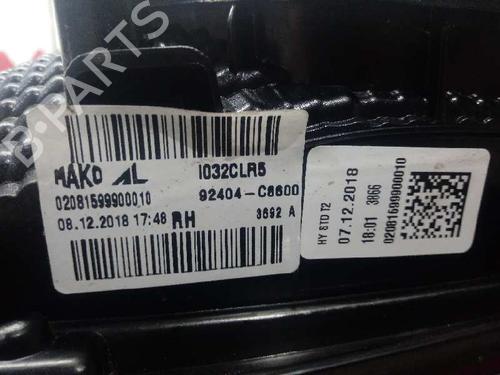 B-PARTS
MAKO AL
I032CLR5
02081599900010
92404-C8600
08.12.2018 17:48 RH
3692 A
HY STD T2
07.12.2018
18:01 3866
02081699900010